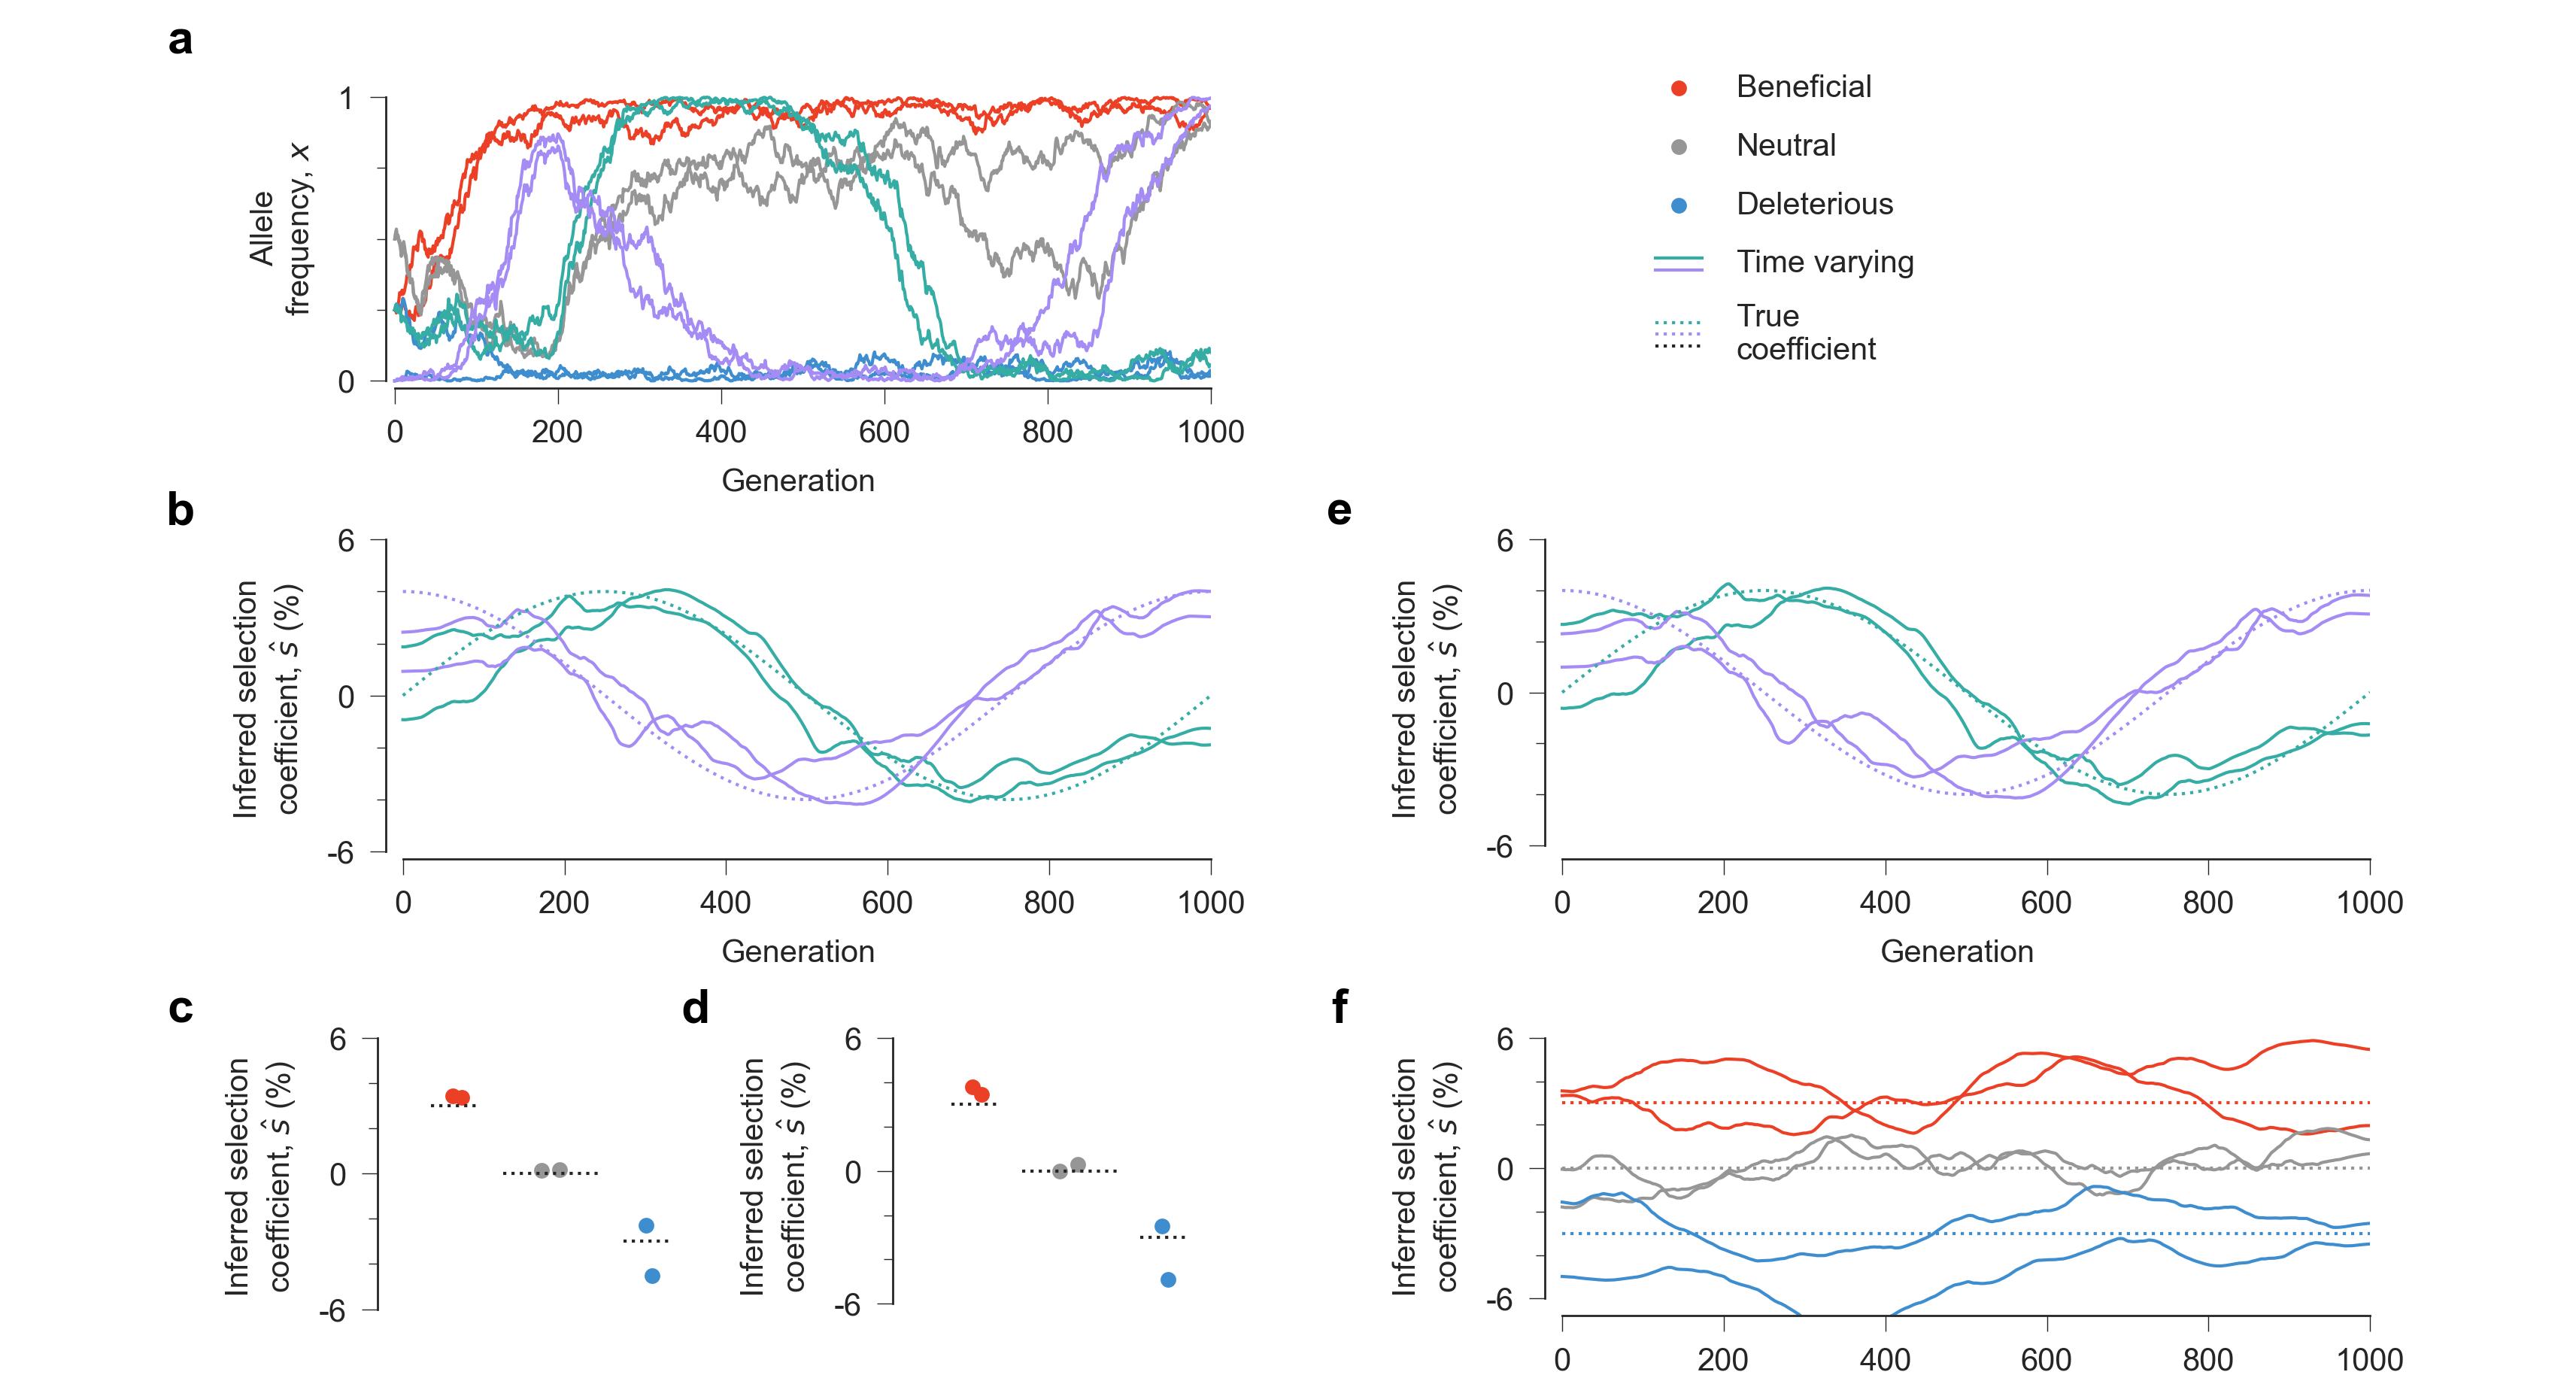 a
1
0
Allele
frequency, x
0 200 400 600 800 1000
Generation
Beneficial
Neutral
Deleterious
Time varying
True
coefficient
b
6
0
-6
Inferred selection
coefficient, ŝ (%)
0 200 400 600 800 1000
Generation
e
6
0
-6
Inferred selection
coefficient, ŝ (%)
0 200 400 600 800 1000
Generation
c
6
0
-6
Inferred selection
coefficient, ŝ (%)
d
6
0
-6
Inferred selection
coefficient, ŝ (%)
f
6
0
-6
Inferred selection
coefficient, ŝ (%)
0 200 400 600 800 1000